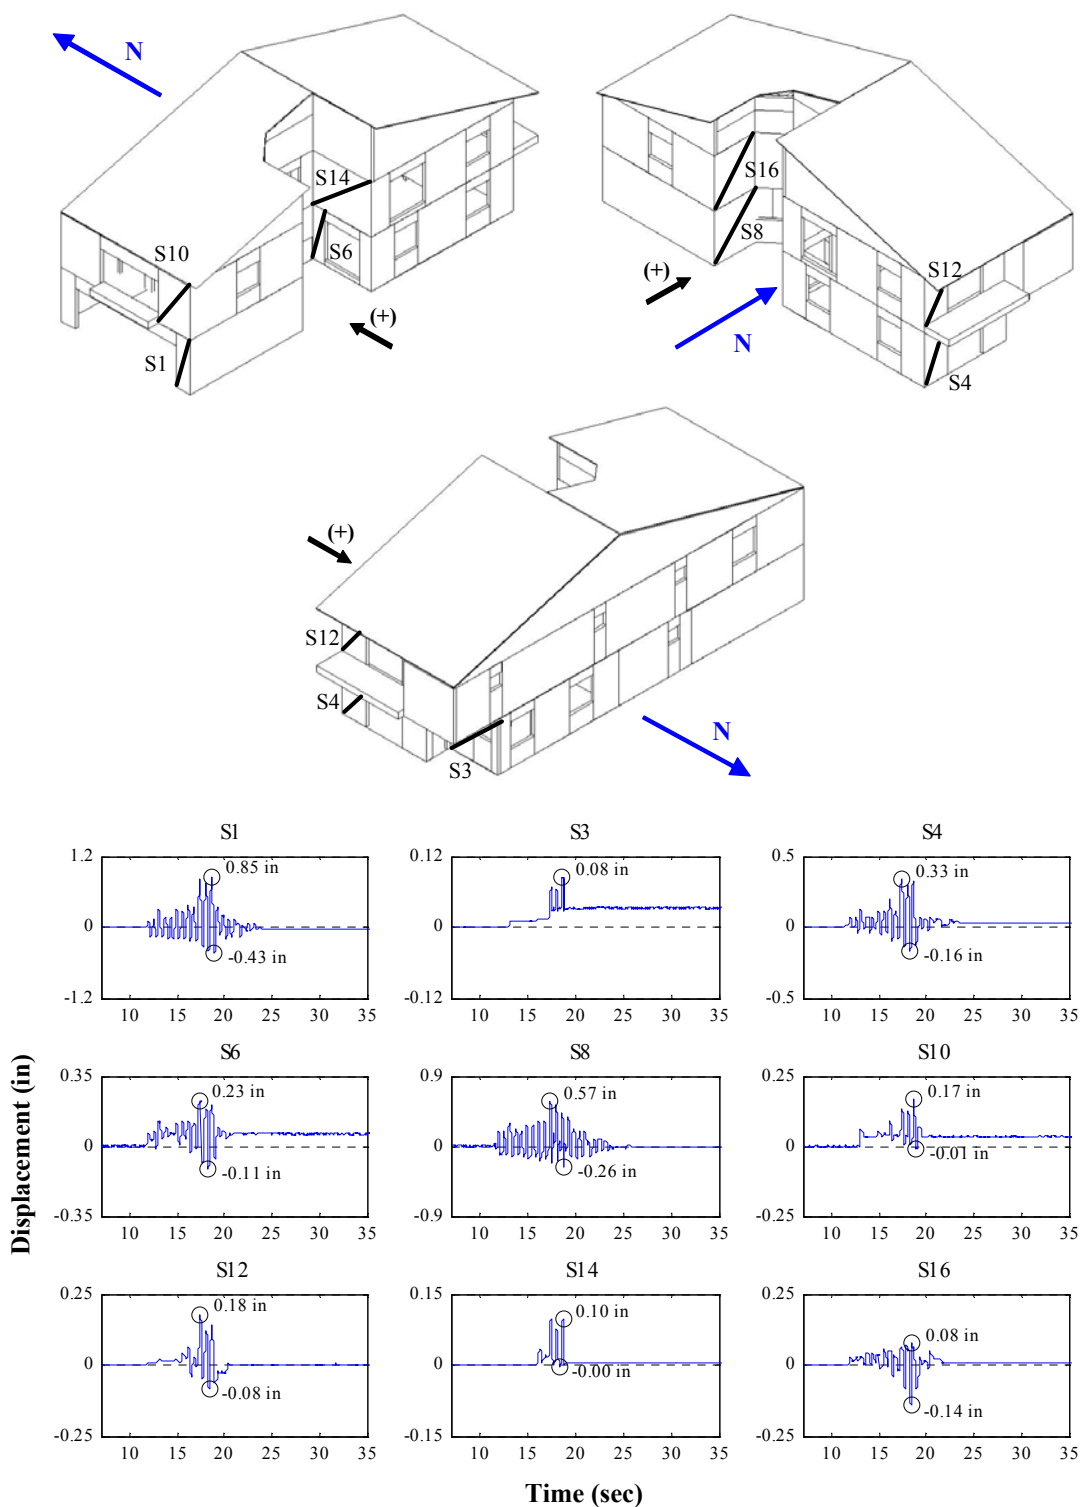 N
N
S14
S16
S10
S6
S8
(+)
S12
(+)
S1
N
S4
(+)
S12
S4
N
S3
S1
S3
S4
1.2
0.85 in
0
-0.43 in
-1.2
10 15 20 25 30 35
0.12
0.08 in
0
-0.12
10 15 20 25 30 35
0.5
0.33 in
0
-0.16 in
-0.5
10 15 20 25 30 35
Displacement (in)
S6
S8
S10
0.35
0.23 in
0
-0.11 in
-0.35
10 15 20 25 30 35
0.9
0.57 in
0
-0.26 in
-0.9
10 15 20 25 30 35
0.25
0.17 in
0
-0.01 in
-0.25
10 15 20 25 30 35
S12
S14
S16
0.25
0.18 in
0
-0.08 in
-0.25
10 15 20 25 30 35
0.15
0.10 in
0
-0.00 in
-0.15
10 15 20 25 30 35
0.25
0.08 in
0
-0.14 in
-0.25
10 15 20 25 30 35
Time (sec)